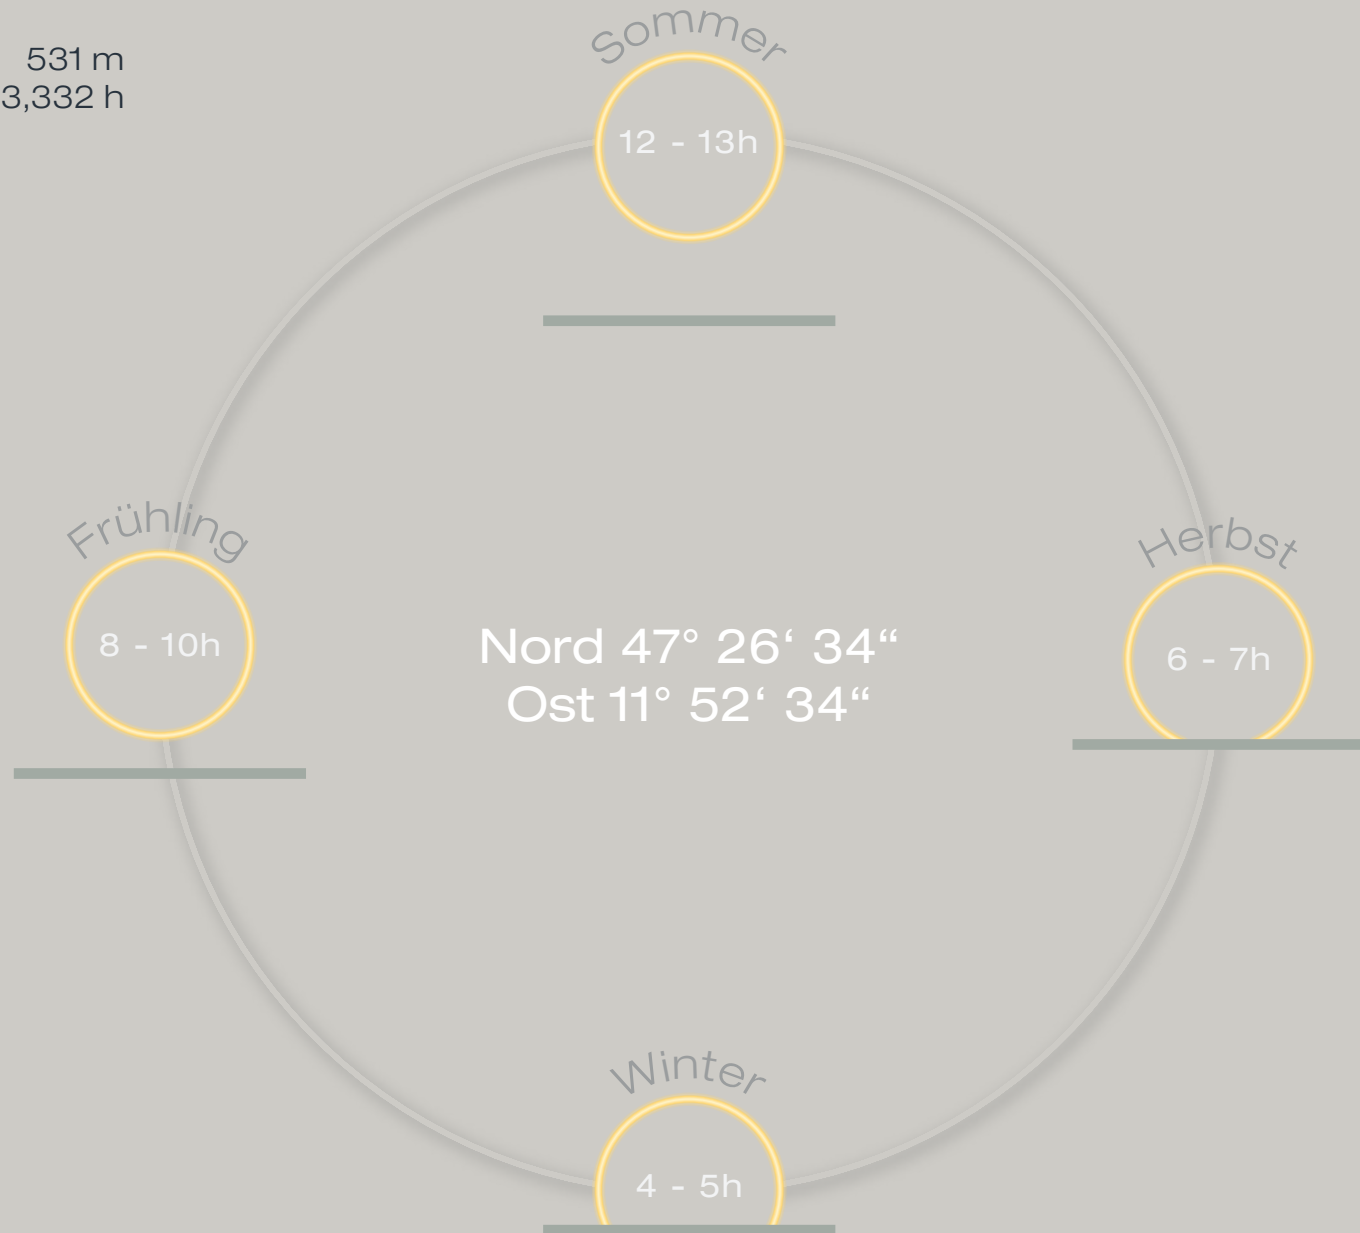 531 m
3,332 h
Sommer
12 - 13h
Frühling
8 - 10h
Herbst
6 - 7h
Nord 47° 26‘ 34“
Ost 11° 52‘ 34“
Winter
4 - 5h